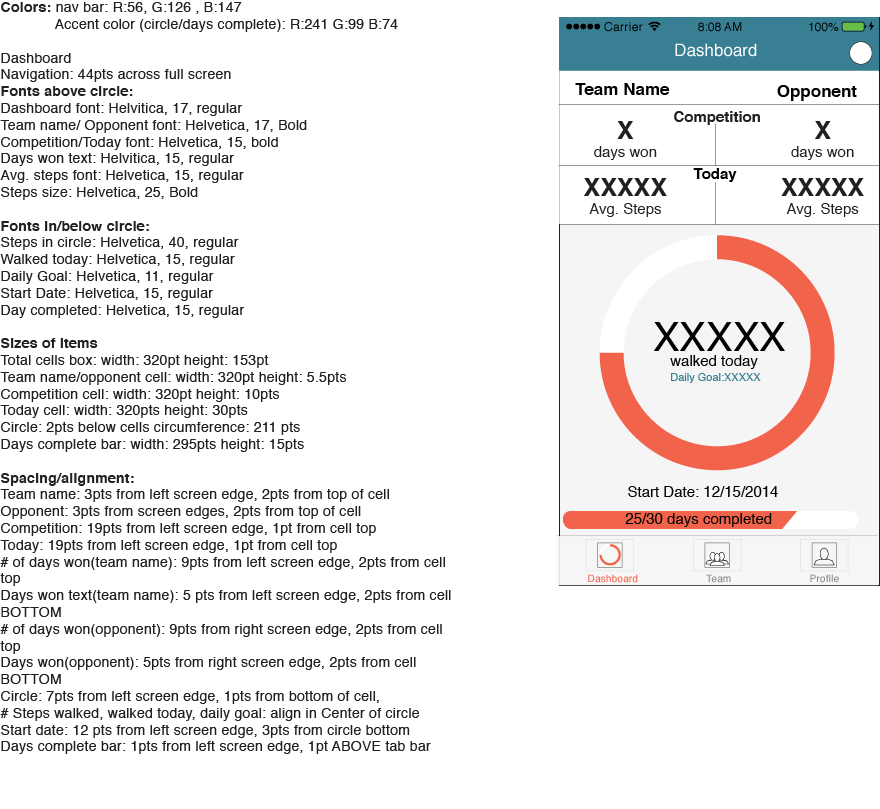 Colors: nav bar: R:56, G:126 , B:147
Accent color (circle/days complete): R:241 G:99 B:74
Dashboard
Navigation: 44pts across full screen
Fonts above circle:
Dashboard font: Helvitica, 17, regular
Team name/ Opponent font: Helvetica, 17, Bold
Competition/Today font: Helvetica, 15, bold
Days won text: Helvitica, 15, regular
Avg. steps font: Helvetica, 15, regular
Steps size: Helvetica, 25, Bold
Fonts in/below circle:
Steps in circle: Helvetica, 40, regular
Walked today: Helvetica, 15, regular
Daily Goal: Helvetica, 11, regular
Start Date: Helvetica, 15, regular
Day completed: Helvetica, 15, regular
Sizes of Items
Total cells box: width: 320pt height: 153pt
Team name/opponent cell: width: 320pt height: 5.5pts
Competition cell: width: 320pt height: 10pts
Today cell: width: 320pts height: 30pts
Circle: 2pts below cells circumference: 211 pts
Days complete bar: width: 295pts height: 15pts
Spacing/alignment:
Team name: 3pts from left screen edge, 2pts from top of cell
Opponent: 3pts from screen edges, 2pts from top of cell
Competition: 19pts from left screen edge, 1pt from cell top
Today: 19pts from left screen edge, 1pt from cell top
# of days won(team name): 9pts from left screen edge, 2pts from cell
top
Days won text(team name): 5 pts from left screen edge, 2pts from cell
BOTTOM
# of days won(opponent): 9pts from right screen edge, 2pts from cell
top
Days won(opponent): 5pts from right screen edge, 2pts from cell
BOTTOM
Circle: 7pts from left screen edge, 1pts from bottom of cell,
# Steps walked, walked today, daily goal: align in Center of circle
Start date: 12 pts from left screen edge, 3pts from circle bottom
Days complete bar: 1pts from left screen edge, 1pt ABOVE tab bar
Carrier 8:08 AM 100%
Dashboard
Team Name Opponent
Competition
X X
days won days won
Today
XXXXX XXXXX
Avg. Steps Avg. Steps
XXXXX
walked today
Daily Goal:XXXXX
Start Date: 12/15/2014
25/30 days completed
Dashboard Team Profile